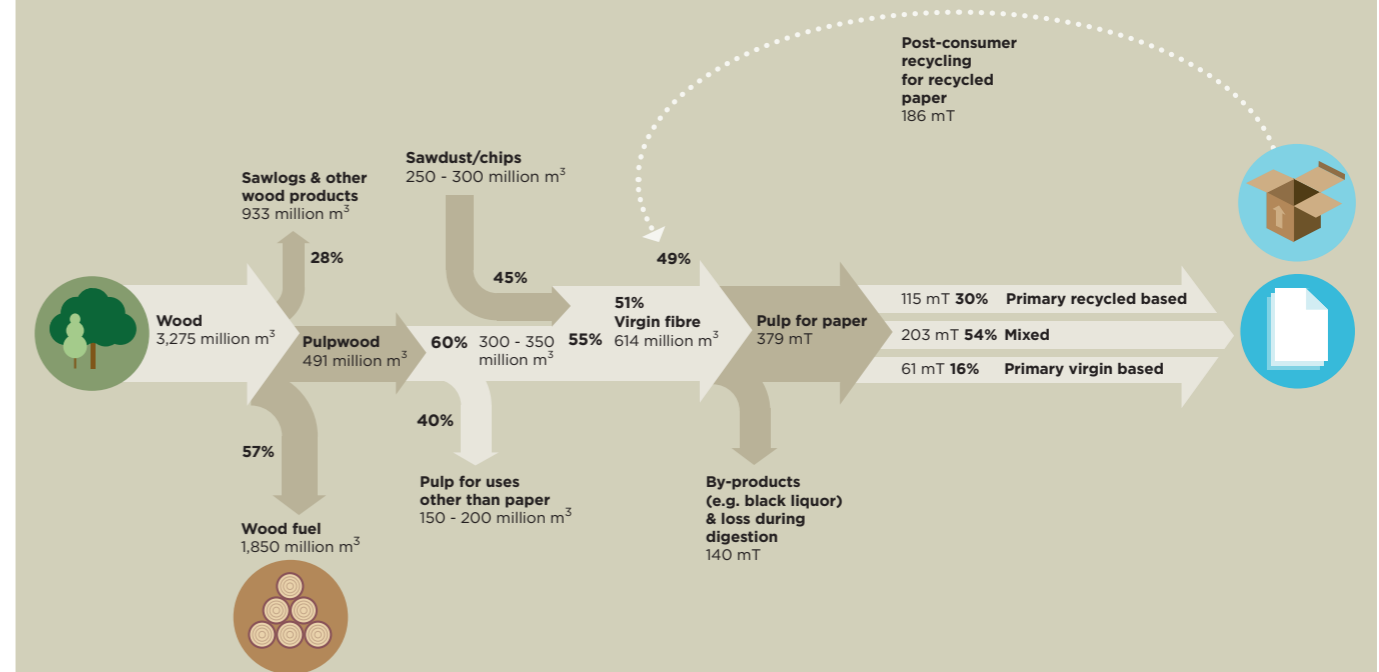 Post-consumer
recycling
for recycled
paper
186 mT
Sawdust/chips
250 - 300 million m³
Sawlogs & other
wood products
933 million m³
28%
45%
49%
Wood
3,275 million m³
Pulpwood
491 million m³
60%
300 - 350
million m³
55%
51%
Virgin fibre
614 million m³
Pulp for paper
379 mT
115 mT 30% Primary recycled based
203 mT 54% Mixed
61 mT 16% Primary virgin based
57%
40%
Wood fuel
1,850 million m³
Pulp for uses
other than paper
150 - 200 million m³
By-products
(e.g. black liquor)
& loss during
digestion
140 mT